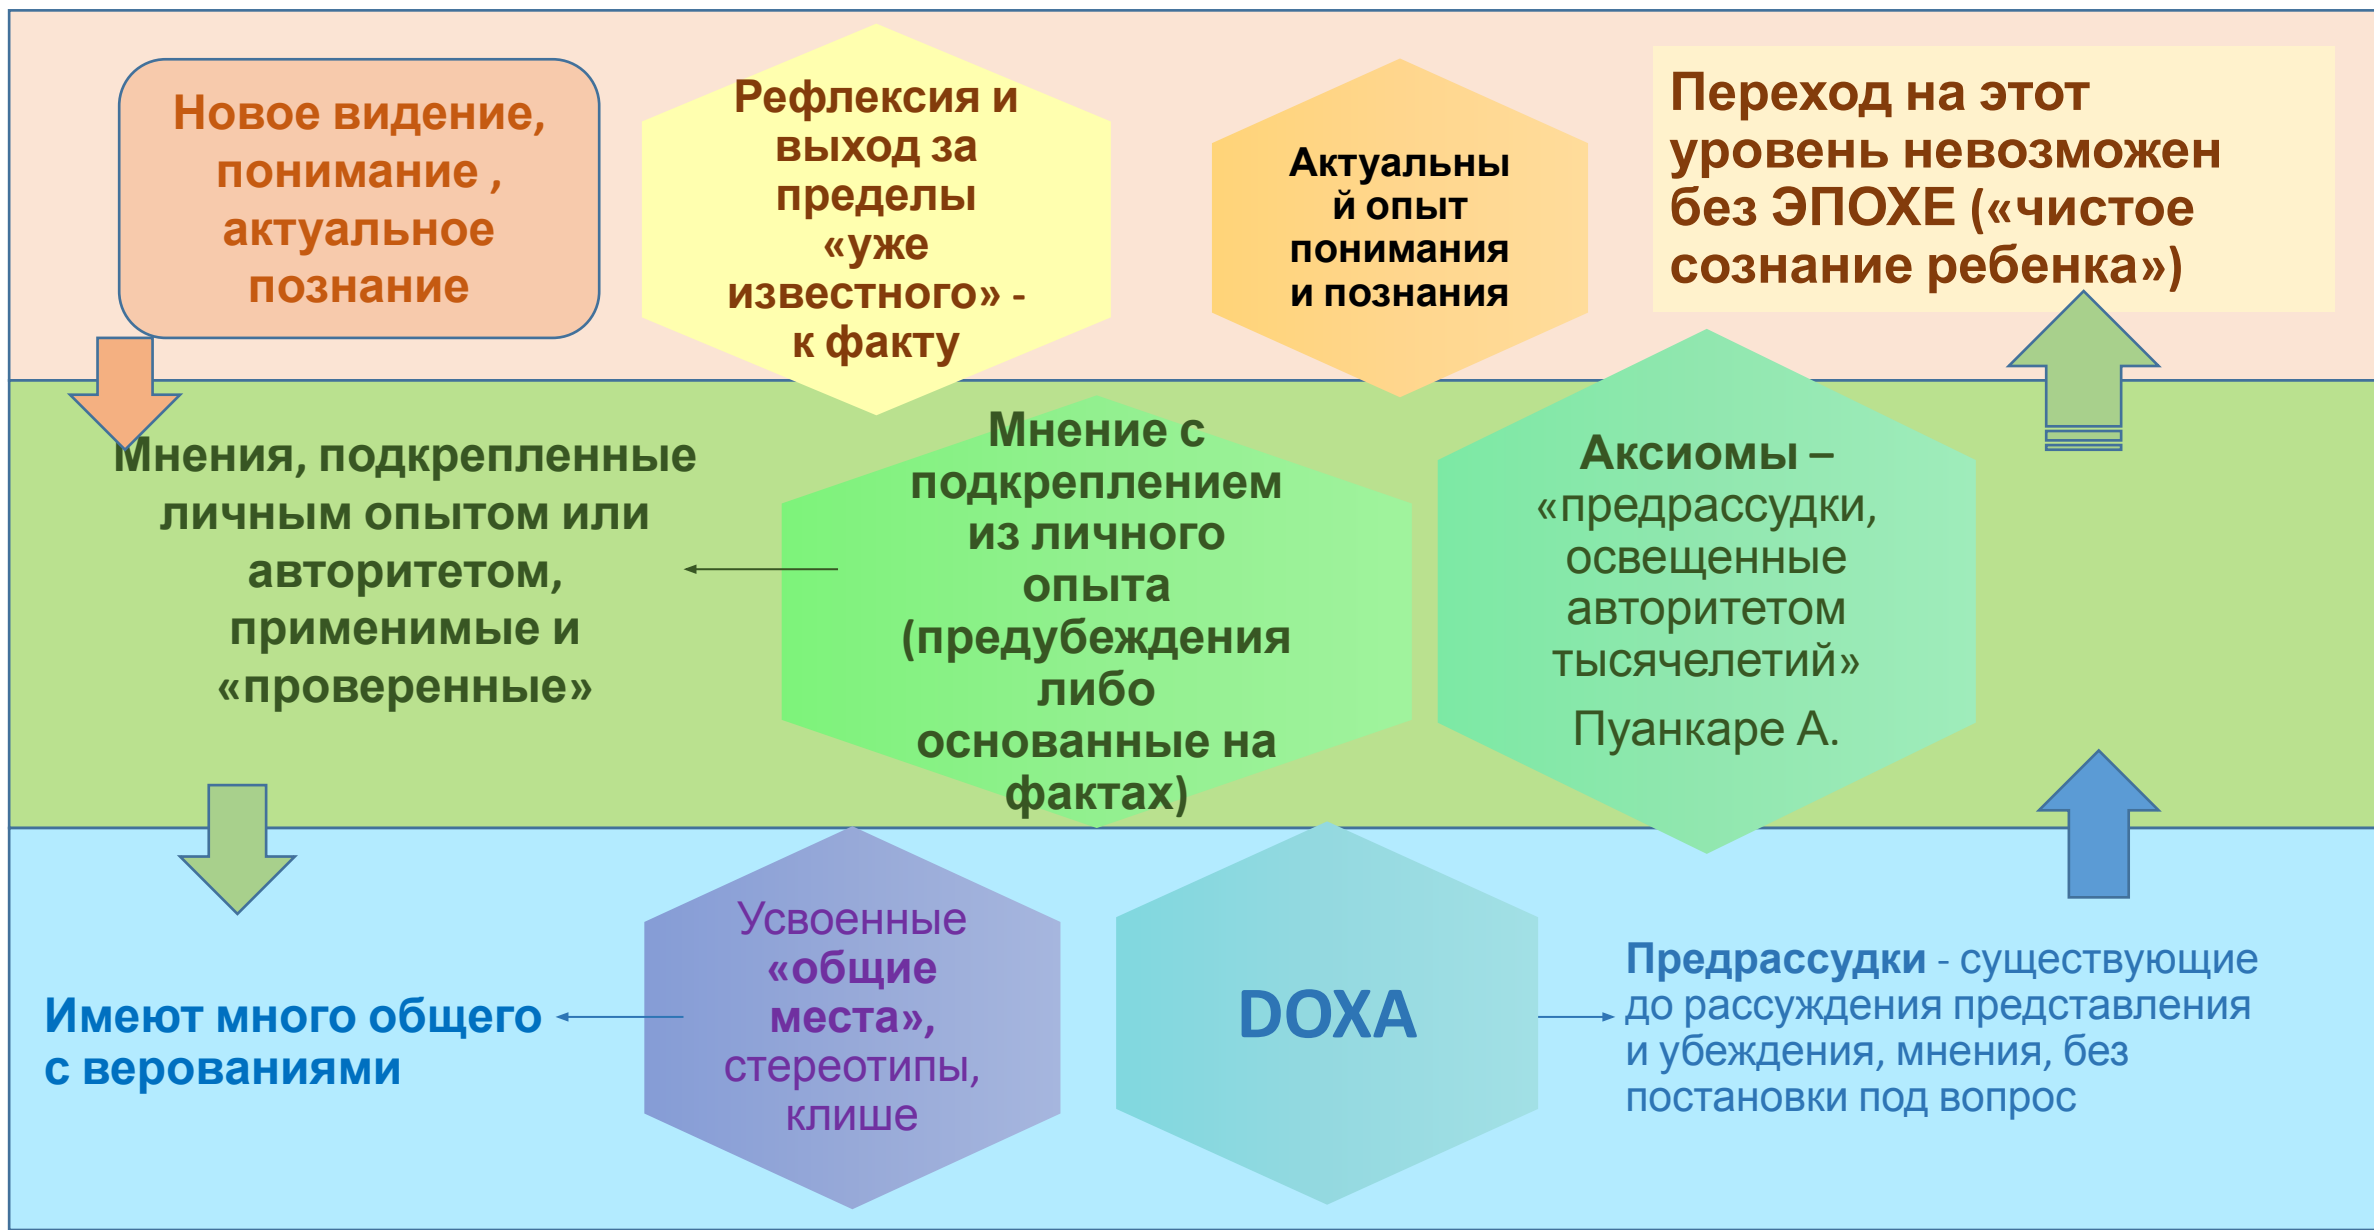 Новое видение,
понимание ,
актуальное
познание
Рефлексия и
выход за
пределы
«уже
известного» -
к факту
Актуальны
й опыт
понимания
и познания
Переход на этот
уровень невозможен
без ЭПОХЕ («чистое
сознание ребенка»)
Мнения, подкрепленные
личным опытом или
авторитетом,
применимые и
«проверенные»
Мнение с
подкреплением
из личного
опыта
(предубеждения
либо
основанные на
фактах)
Аксиомы –
«предрассудки,
освещенные
авторитетом
тысячелетий»
Пуанкаре А.
Имеют много общего
с верованиями
Усвоенные
«общие
места»,
стереотипы,
клише
DOXA
Предрассудки - существующие
до рассуждения представления
и убеждения, мнения, без
постановки под вопрос